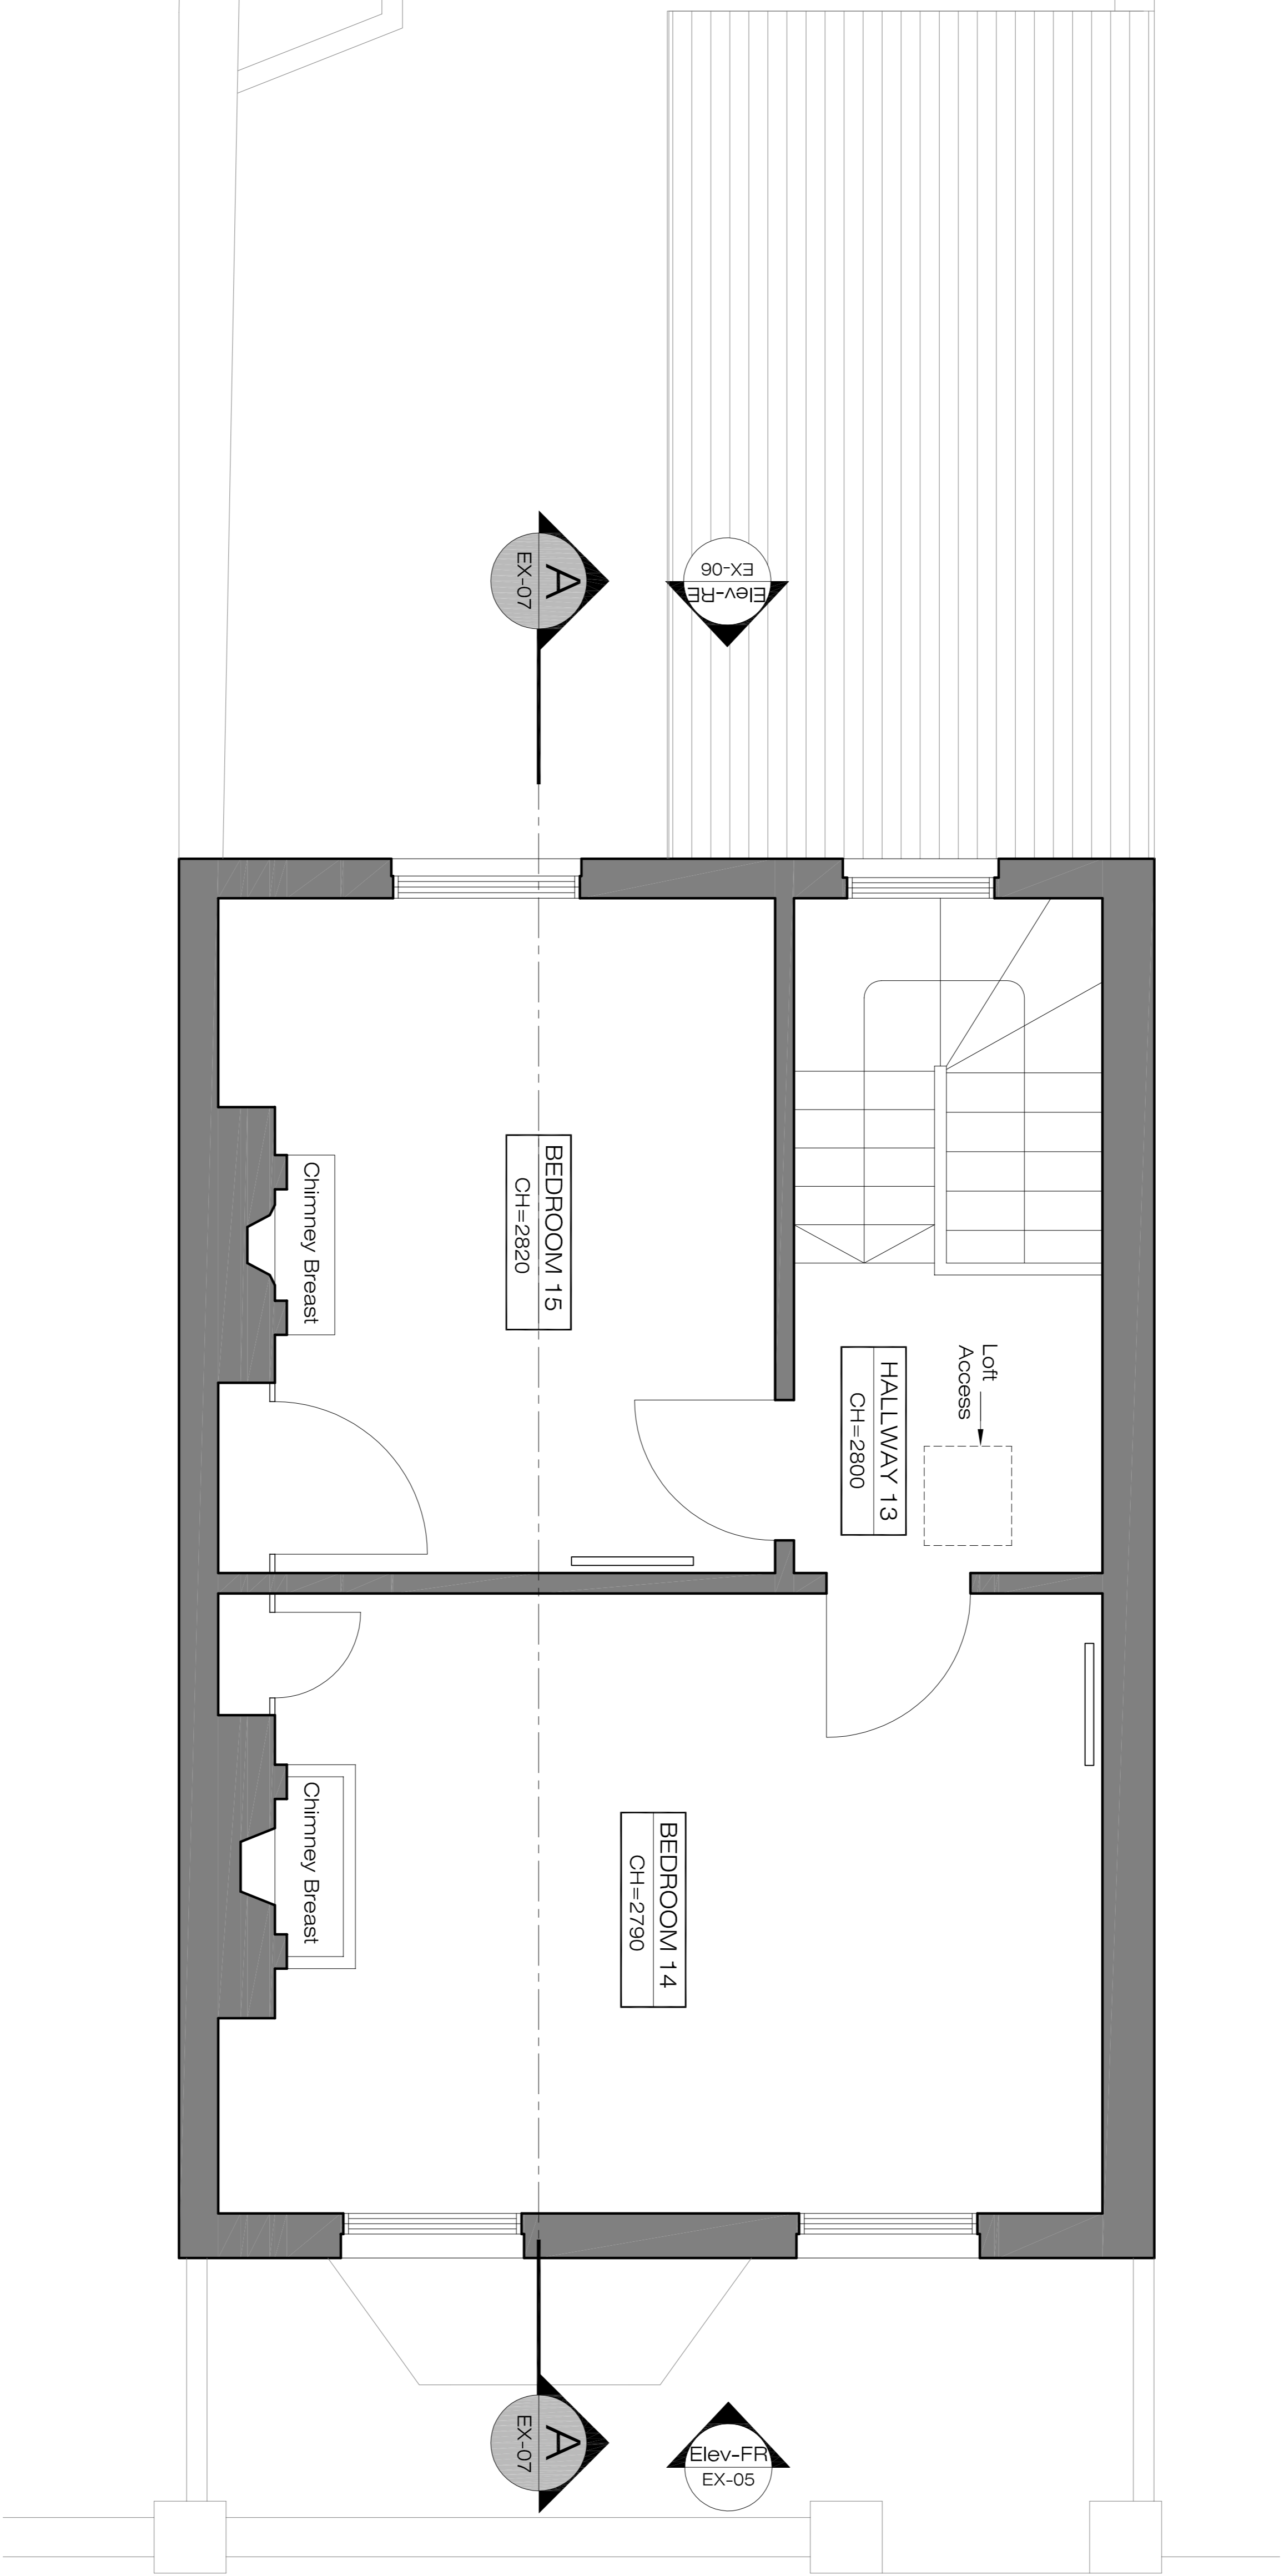 A
EX-07
Elev-RE
EX-06
BEDROOM 15
CH=2820
Chimney Breast
Loft
Access
HALLWAY 13
CH=2800
BEDROOM 14
CH=2790
Chimney Breast
A
EX-07
Elev-FR
EX-05